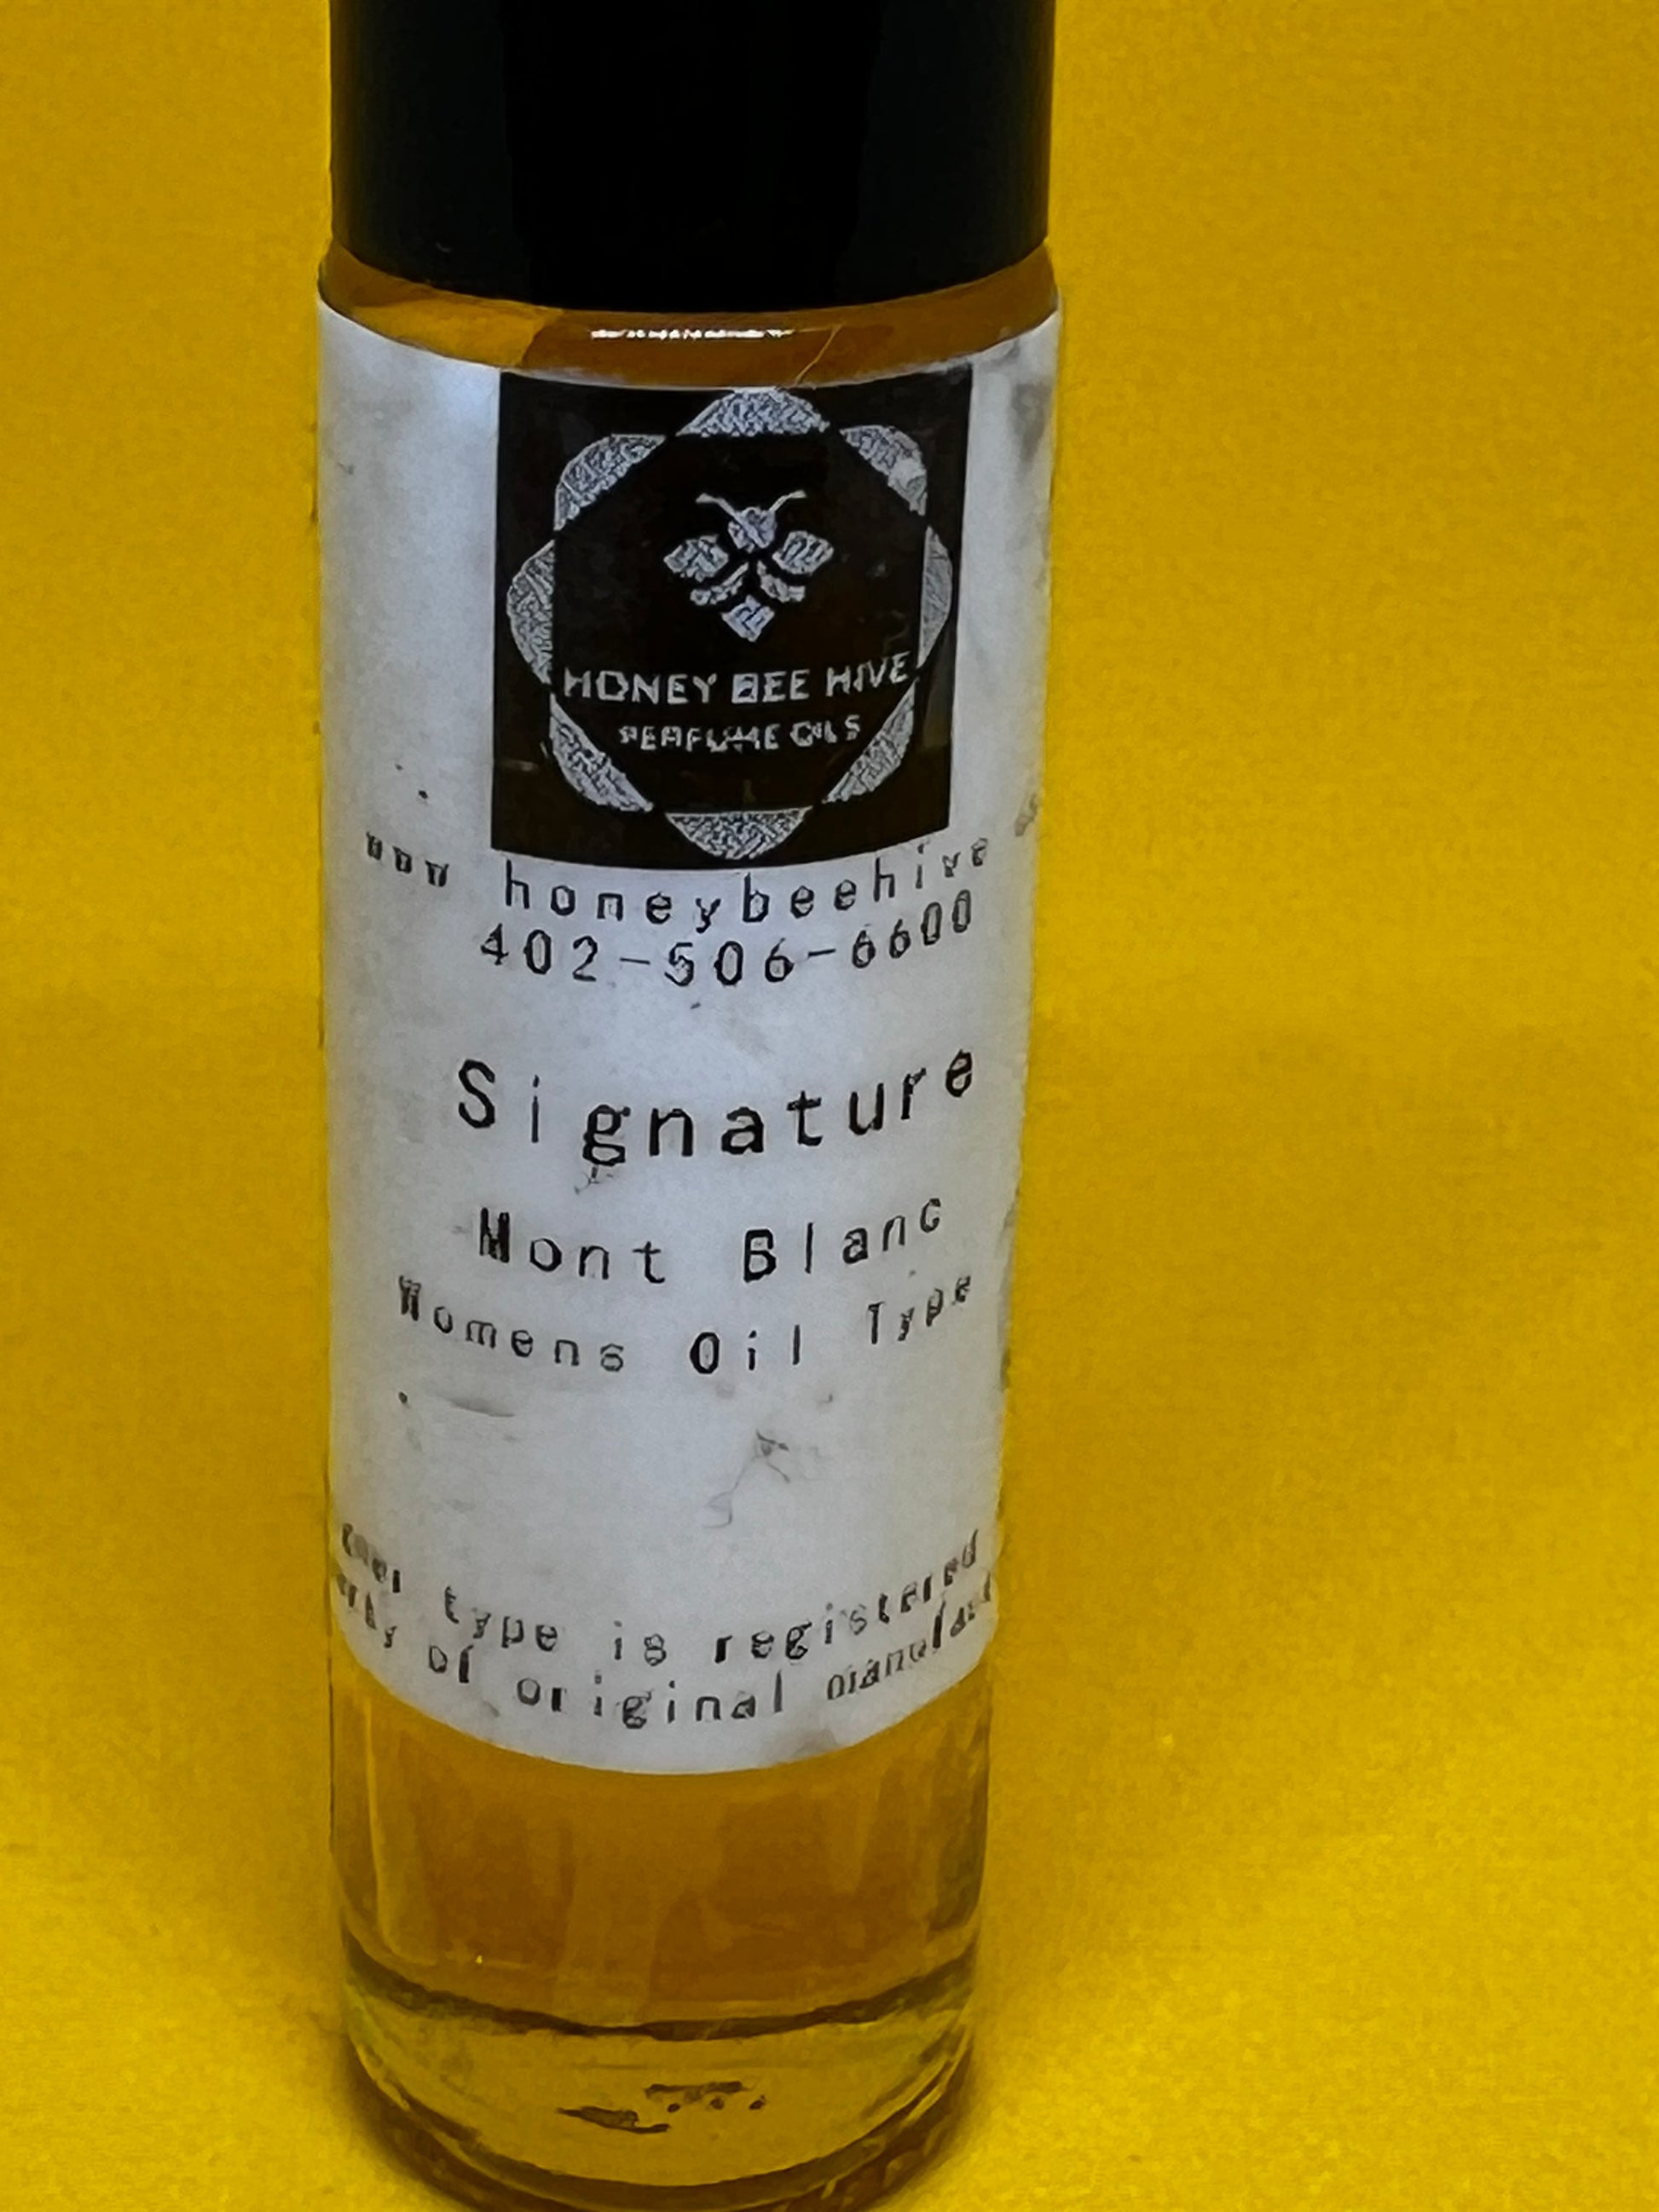 HONEY BEE HIVE
PERFUME OILS
www honeybeehive
402-506-6600
Signature
Mont Blanc
Womens Oil Type
type is registered
of original